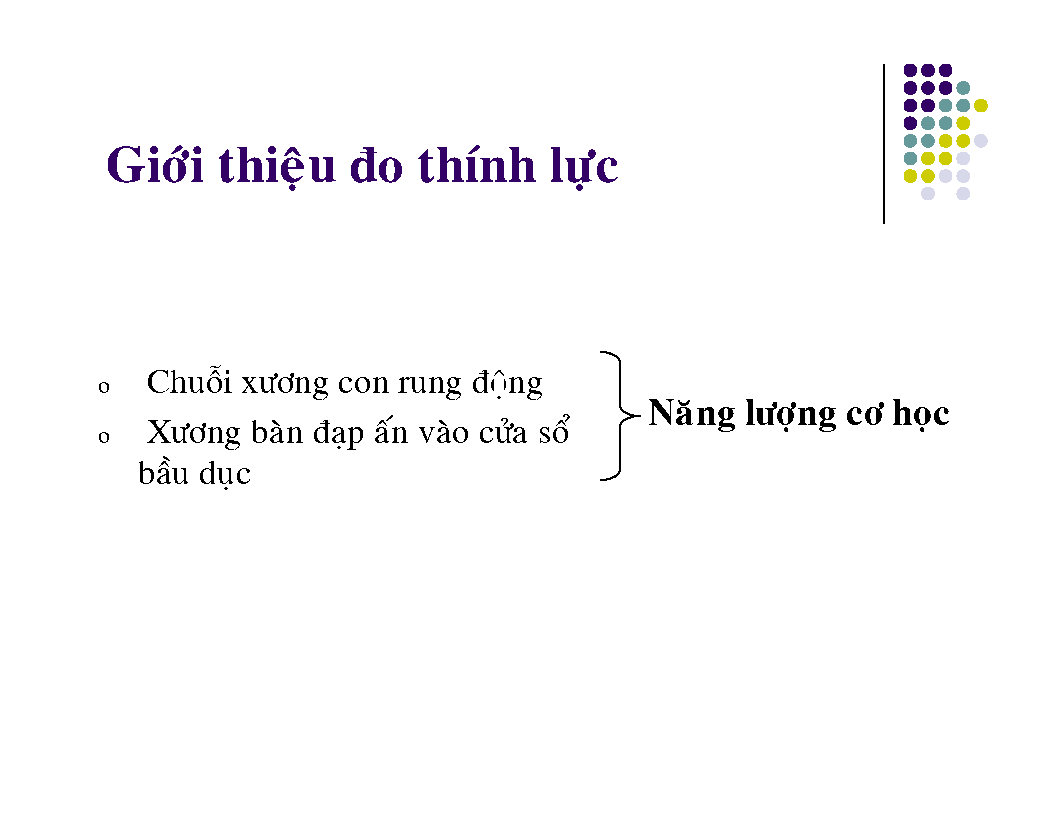 Giới thiệu đo thính lực
o Chuỗi xương con rung động
o Xương bàn đạp ấn vào cửa sổ
bầu dục
Năng lượng cơ học